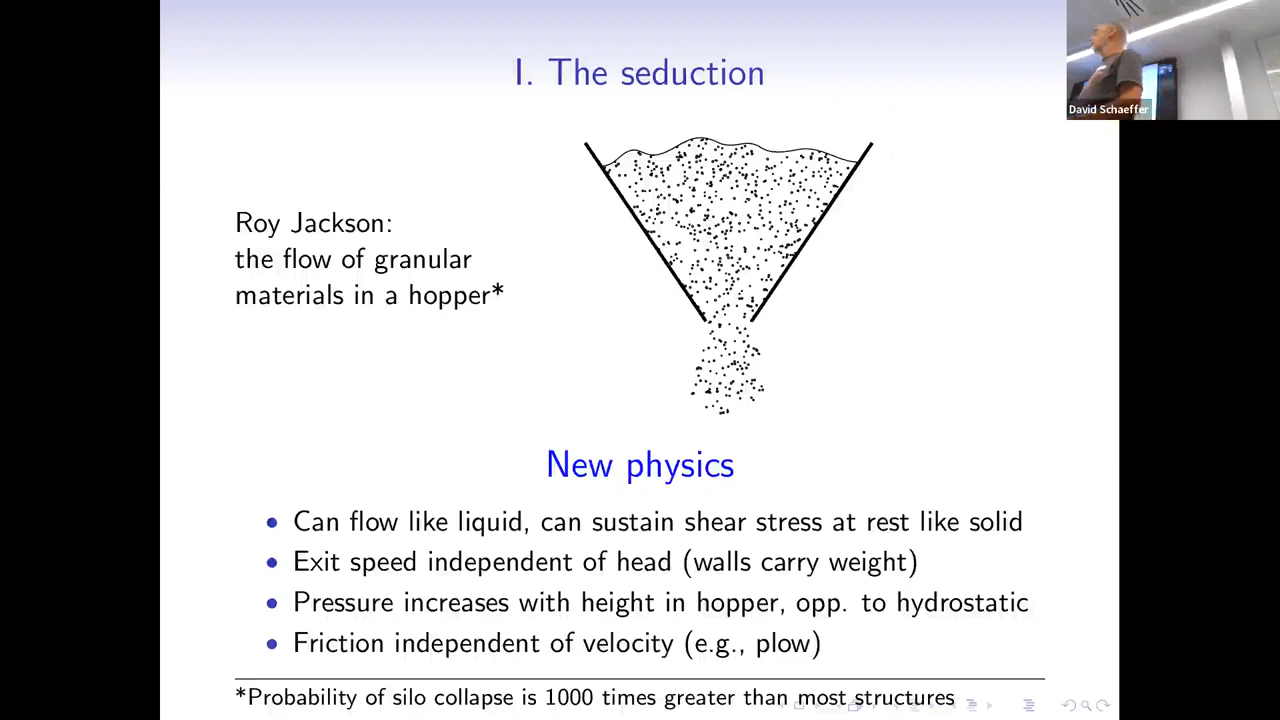 I. The seduction
David Schaeffer
Roy Jackson:
the flow of granular
materials in a hopper*
New physics
• Can flow like liquid, can sustain shear stress at rest like solid
• Exit speed independent of head (walls carry weight)
• Pressure increases with height in hopper, opp. to hydrostatic
• Friction independent of velocity (e.g., plow)
*Probability of silo collapse is 1000 times greater than most structures